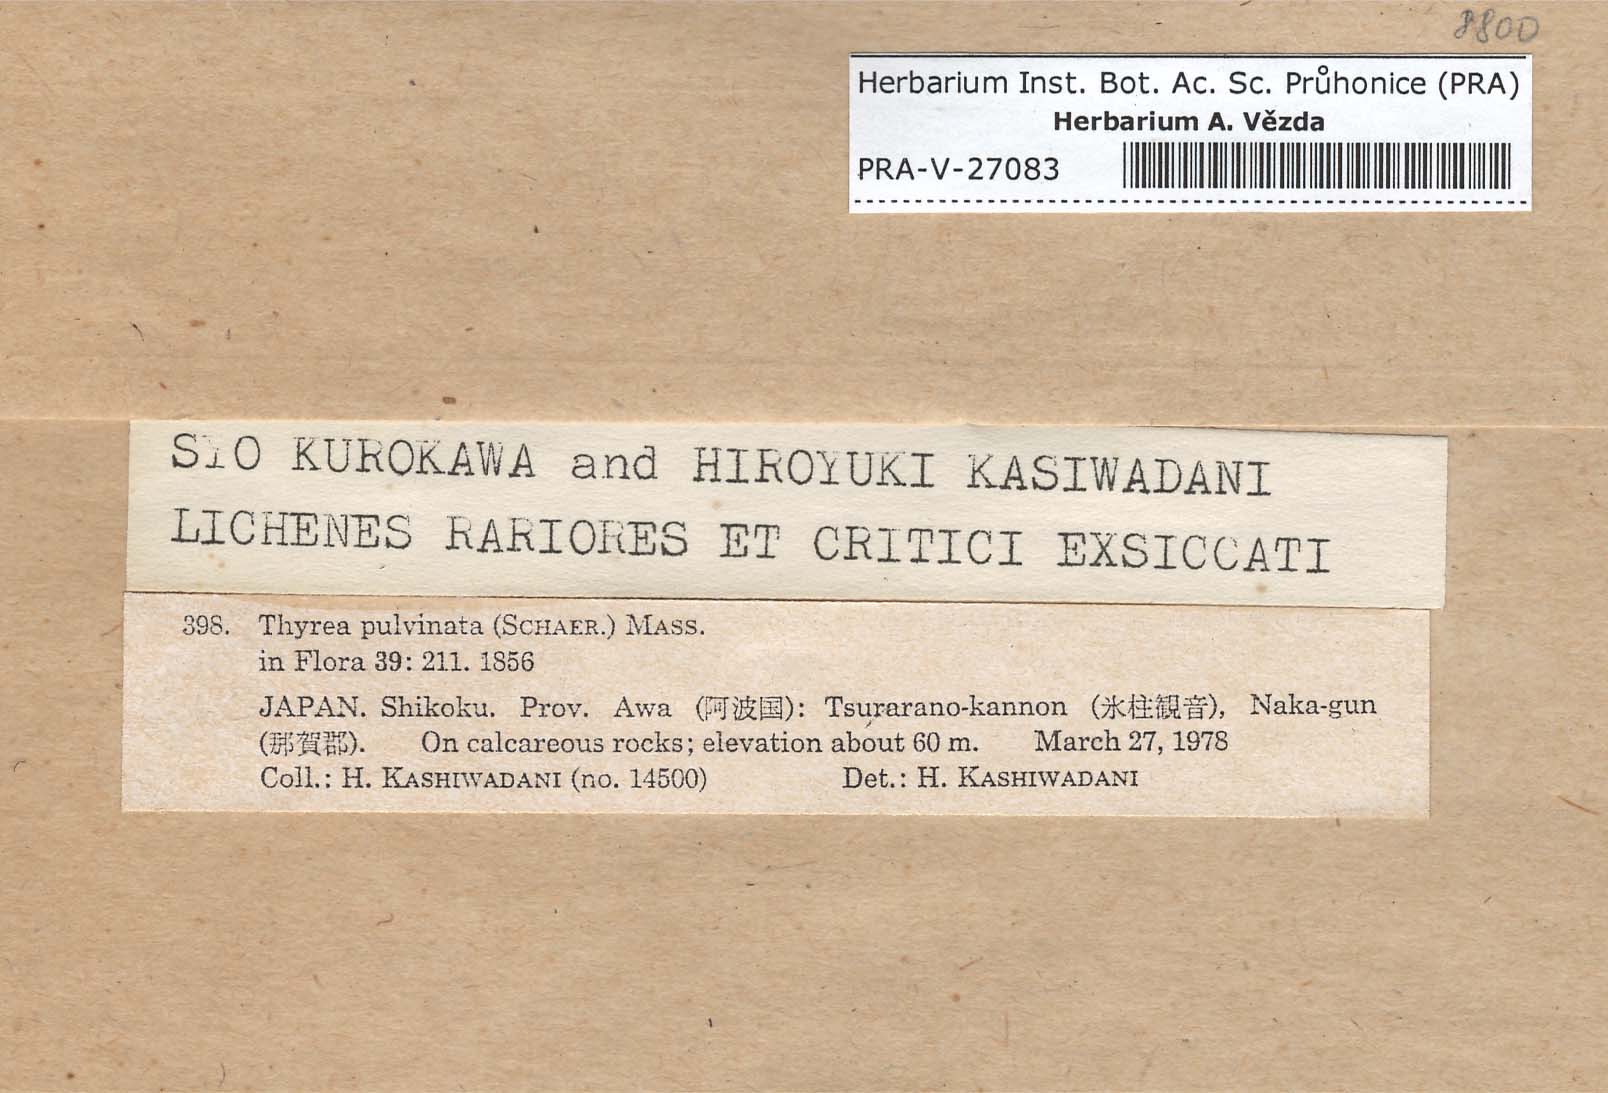 8800
Herbarium Inst. Bot. Ac. Sc. Průhonice (PRA)
Herbarium A. Vězda
PRA-V-27083
SIO KUROKAWA and HIROYUKI KASIWADANI
LICHENES RARIORES ET CRITICI EXSICCATI
398. Thyrea pulvinata (SCHAER.) MASS.
in Flora 39: 211. 1856
JAPAN. Shikoku. Prov. Awa (阿波国): Tsurarano-kannon (氷柱観音), Naka-gun
(那賀郡). On calcareous rocks; elevation about 60 m. March 27, 1978
Coll.: H. KASHIWADANI (no. 14500) Det.: H. KASHIWADANI